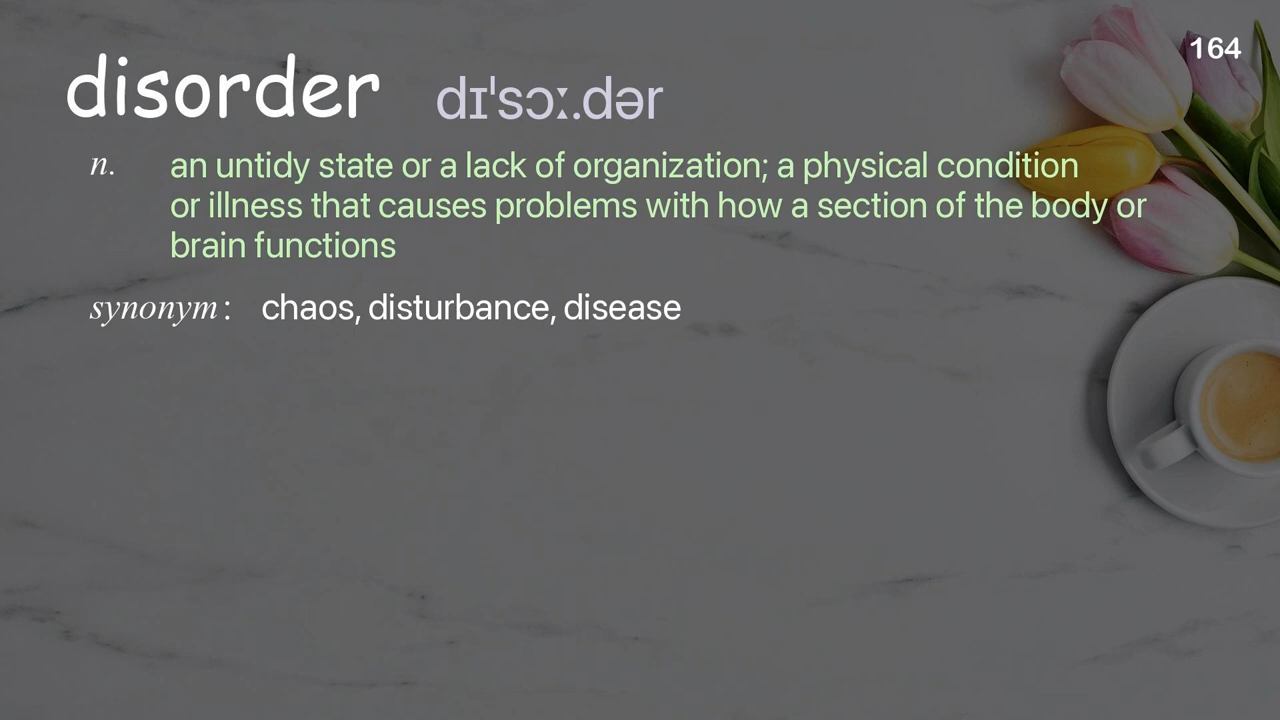 164
disorder dɪˈsɔː.dər
n. an untidy state or a lack of organization; a physical condition
or illness that causes problems with how a section of the body or
brain functions
synonym: chaos, disturbance, disease